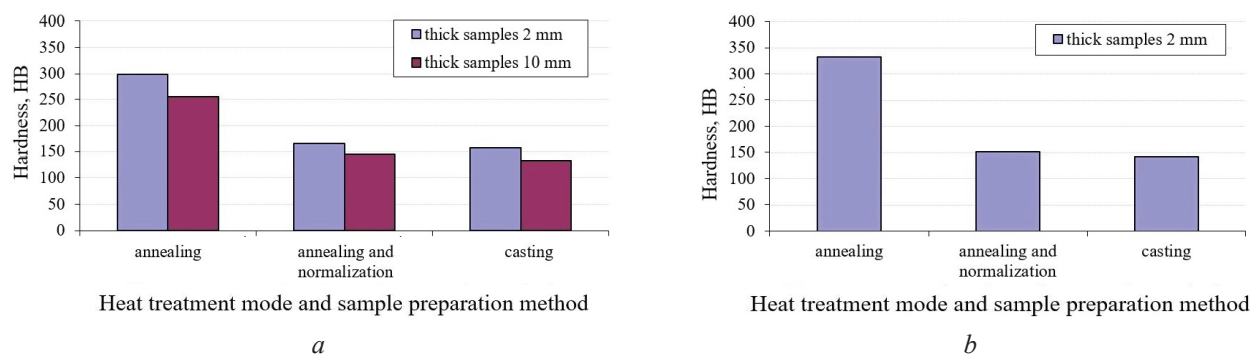 400
350
300
250
200
150
100
50
0
Hardness, HB
thick samples 2 mm
thick samples 10 mm
annealing
annealing and
normalization
casting
Heat treatment mode and sample preparation method
a
400
350
300
250
200
150
100
50
0
Hardness, HB
thick samples 2 mm
annealing
annealing and
normalization
casting
Heat treatment mode and sample preparation method
b